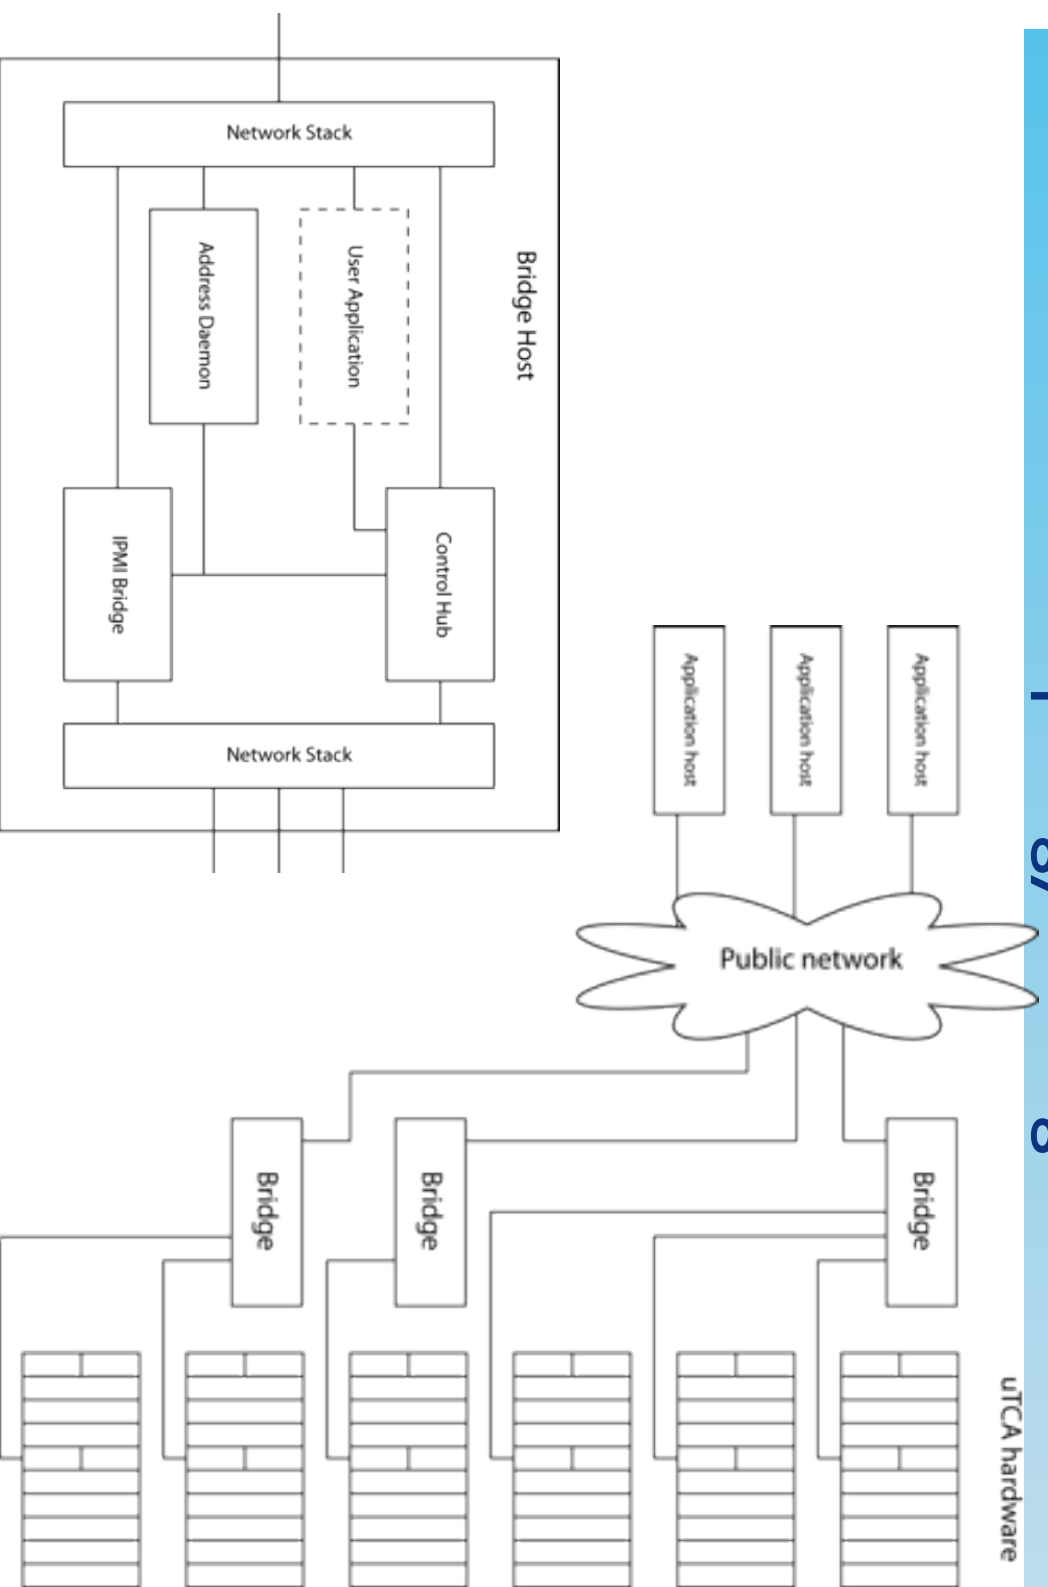 Network Stack
Bridge Host
Address Daemon
User Application
IPMI Bridge
Control Hub
Network Stack
Application host
Application host
Application host
Public network
Bridge
Bridge
Bridge
uTCA hardware